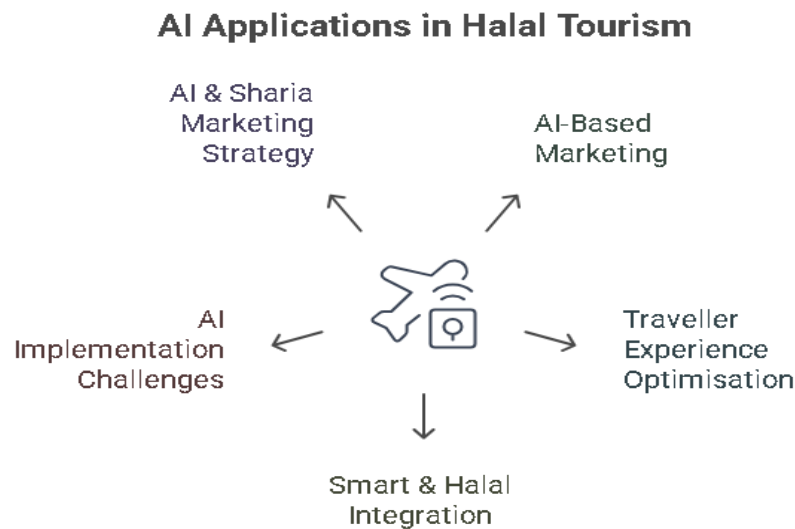 AI Applications in Halal Tourism
AI & Sharia
Marketing
Strategy
AI-Based
Marketing
AI
Implementation
Challenges
Traveller
Experience
Optimisation
Smart & Halal
Integration